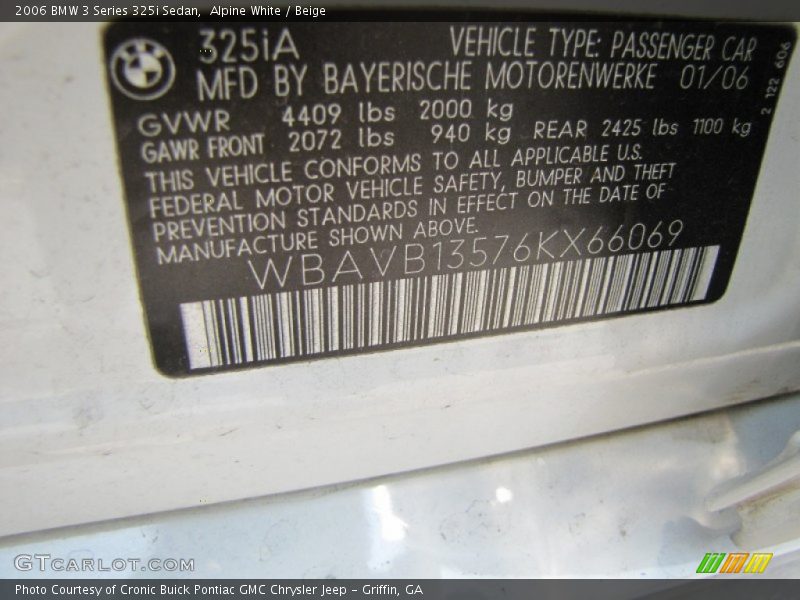 2006 BMW 3 Series 325i Sedan, Alpine White / Beige
325iA VEHICLE TYPE: PASSENGER CAR
MFD BY BAYERISCHE MOTORENWERKE 01/06
GVWR 4409 lbs 2000 kg
GAWR FRONT 2072 lbs 940 kg REAR 2425 lbs 1100 kg
THIS VEHICLE CONFORMS TO ALL APPLICABLE U.S.
FEDERAL MOTOR VEHICLE SAFETY, BUMPER AND THEFT
PREVENTION STANDARDS IN EFFECT ON THE DATE OF
MANUFACTURE SHOWN ABOVE.
WBAVB13576KX66069
2 122 606
GTCARLOT.COM
Photo Courtesy of Cronic Buick Pontiac GMC Chrysler Jeep - Griffin, GA